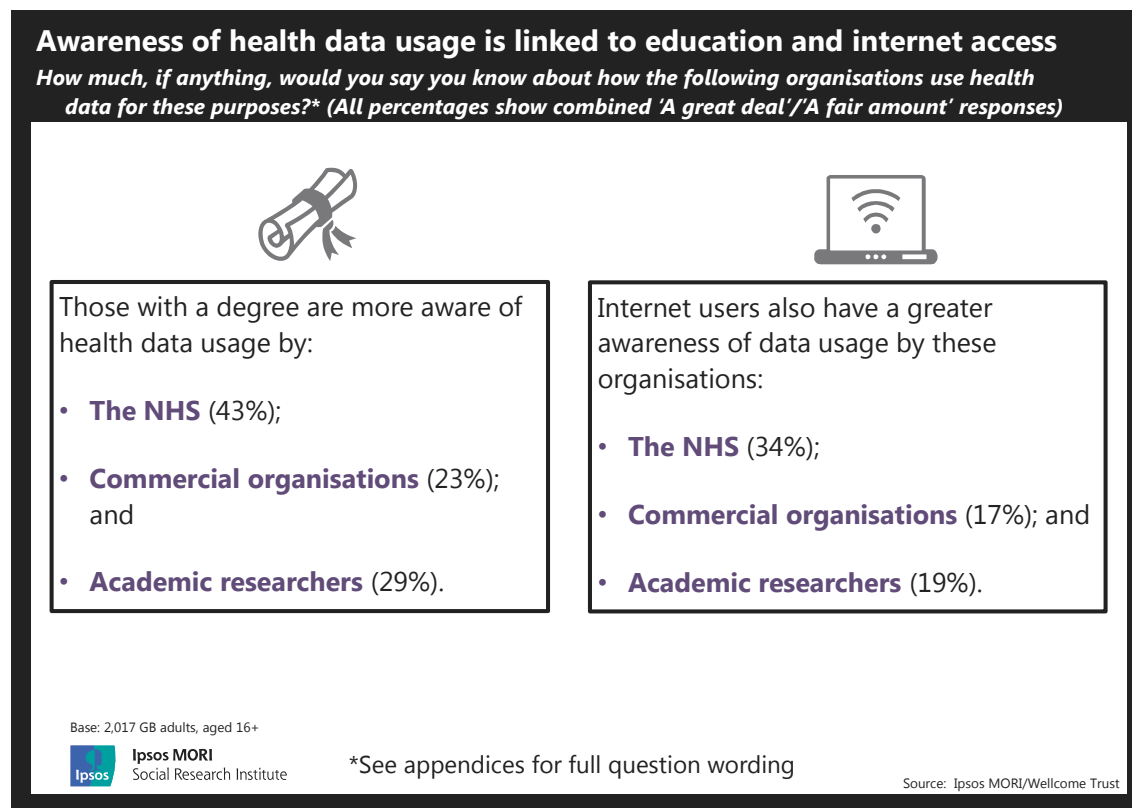 Awareness of health data usage is linked to education and internet access
How much, if anything, would you say you know about how the following organisations use health
data for these purposes?* (All percentages show combined ‘A great deal’/‘A fair amount’ responses)
Those with a degree are more aware of
health data usage by:
• The NHS (43%);
• Commercial organisations (23%);
and
• Academic researchers (29%).
Internet users also have a greater
awareness of data usage by these
organisations:
• The NHS (34%);
• Commercial organisations (17%); and
• Academic researchers (19%).
Base: 2,017 GB adults, aged 16+
Ipsos
Ipsos MORI
Social Research Institute
*See appendices for full question wording
Source: Ipsos MORI/Wellcome Trust